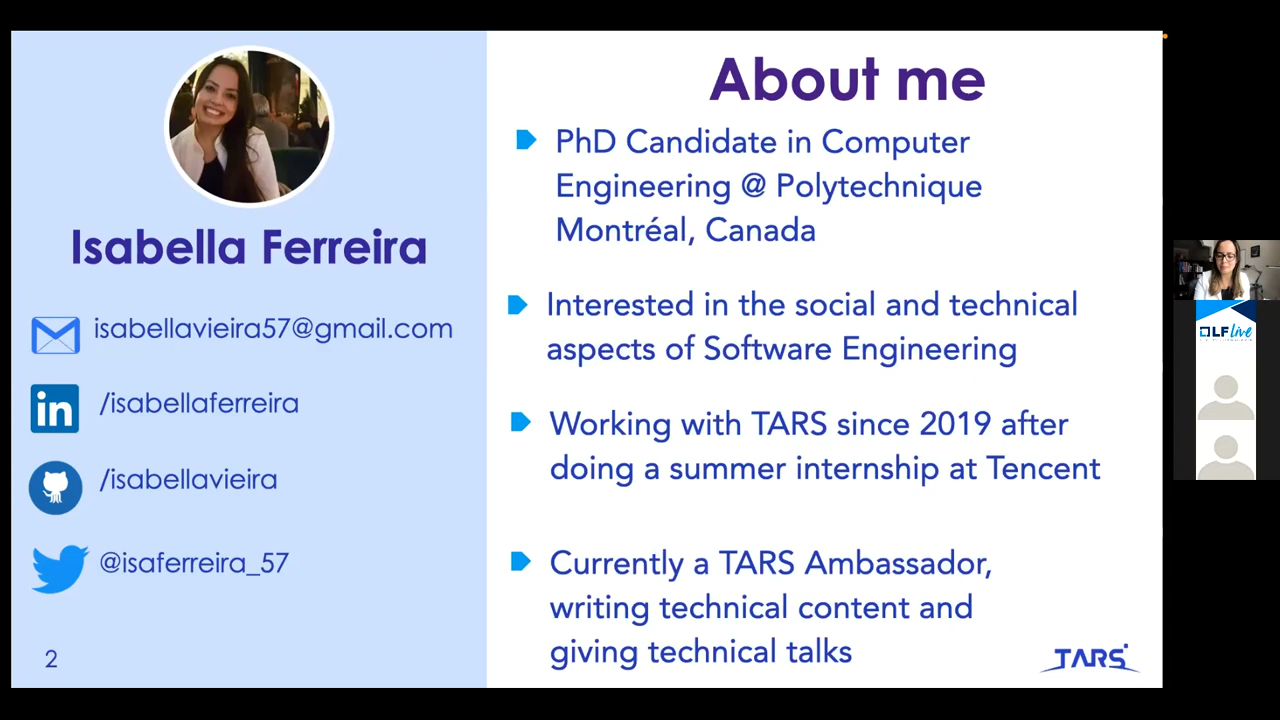 Isabella Ferreira
isabellavieira57@gmail.com
in
/isabellaferreira
/isabellavieira
@isaferreira_57
2
About me
PhD Candidate in Computer
Engineering @ Polytechnique
Montréal, Canada
Interested in the social and technical
aspects of Software Engineering
Working with TARS since 2019 after
doing a summer internship at Tencent
Currently a TARS Ambassador,
writing technical content and
giving technical talks
TARS
LF live